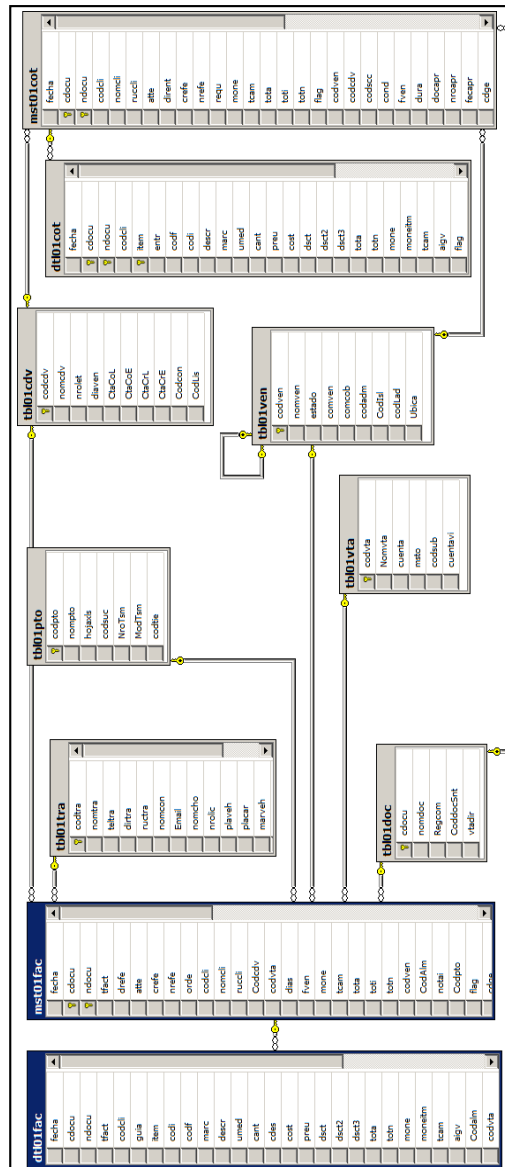 dtl01fac
fecha
cdocu
ndocu
tfact
codcli
guia
item
codi
codf
marc
descr
umed
cant
cdes
cost
preu
dsct
dsct2
dsct3
tota
totn
mone
moneitm
tcam
aigv
Codalm
codvta
mst01fac
fecha
cdocu
ndocu
tfact
drefe
atte
crefe
nrefe
orde
codcli
nomcli
ruccli
Codcdv
codvta
dias
fven
mone
tcam
tota
toti
totn
codven
CodAlm
notai
Codpto
flag
cdge
tbl01tra
codtra
nomtra
teltra
dirtra
ructra
nomcon
Email
nomcho
nrolic
plaveh
placar
marveh
tbl01doc
cdocu
nomdoc
Regcom
CoddocSnt
vtadir
tbl01pto
codpto
nompto
hojaxls
codsuc
NroTsm
ModTsm
codtie
tbl01vta
codvta
Nomvta
cuenta
msto
codsub
cuentavi
tbl01cdv
codcdv
nomcdv
nrolet
diaven
CtaCoL
CtaCoE
CtaCrL
CtaCrE
Codcon
CodLis
tbl01ven
codven
nomven
estado
comven
comcob
codadm
CodIsl
codLad
Ubica
dtl01cot
fecha
cdocu
ndocu
codcli
item
entr
codf
codi
descr
marc
umed
cant
preu
cost
dsct
dsct2
dsct3
tota
totn
mone
moneitm
tcam
aigv
flag
mst01cot
fecha
cdocu
ndocu
codcli
nomcli
ruccli
atte
dirent
crefe
nrefe
requ
mone
tcam
tota
toti
totn
flag
codven
codcdv
codscc
cond
fven
dura
docapr
nroapr
fecapr
cdge